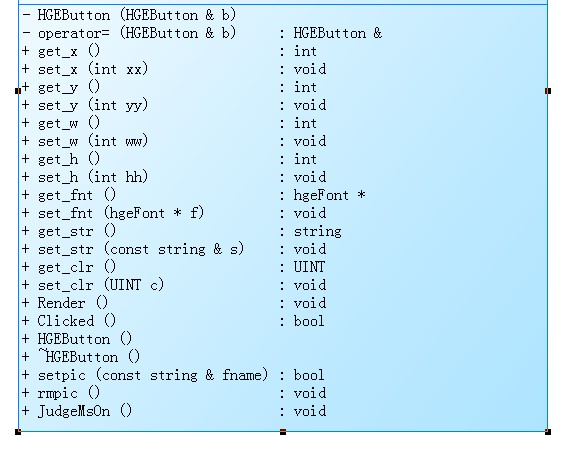 - HGEButton (HGEButton & b)
- operator= (HGEButton & b) : HGEButton &
+ get_x () : int
+ set_x (int xx) : void
+ get_y () : int
+ set_y (int yy) : void
+ get_w () : int
+ set_w (int ww) : void
+ get_h () : int
+ set_h (int hh) : void
+ get_fnt () : hgeFont *
+ set_fnt (hgeFont * f) : void
+ get_str () : string
+ set_str (const string & s) : void
+ get_clr () : UINT
+ set_clr (UINT c) : void
+ Render () : void
+ Clicked () : bool
+ HGEButton ()
+ ~HGEButton ()
+ setpic (const string & fname) : bool
+ rmpic () : void
+ JudgeMsOn () : void